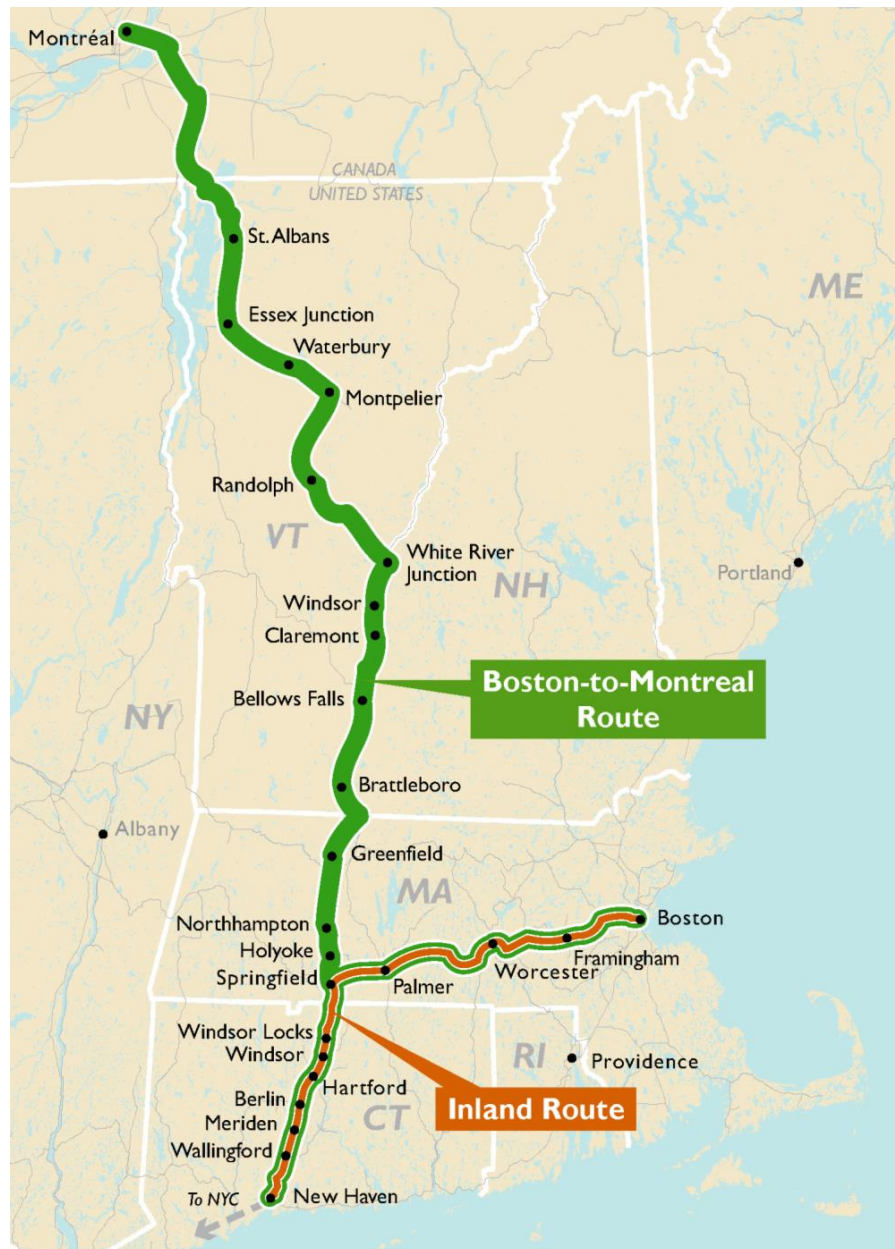 Montréal
CANADA
UNITED STATES
St. Albans
ME
Essex Junction
Waterbury
Montpelier
Randolph
VT
White River
Junction
NH
Portland
Windsor
Claremont
Boston-to-Montreal
Route
Bellows Falls
NY
Brattleboro
Albany
Greenfield
MA
Northhampton
Boston
Holyoke
Framingham
Worcester
Springfield
Palmer
Windsor Locks
Windsor
RI
Providence
Hartford
Berlin
Inland Route
CT
Meriden
Wallingford
To NYC
New Haven